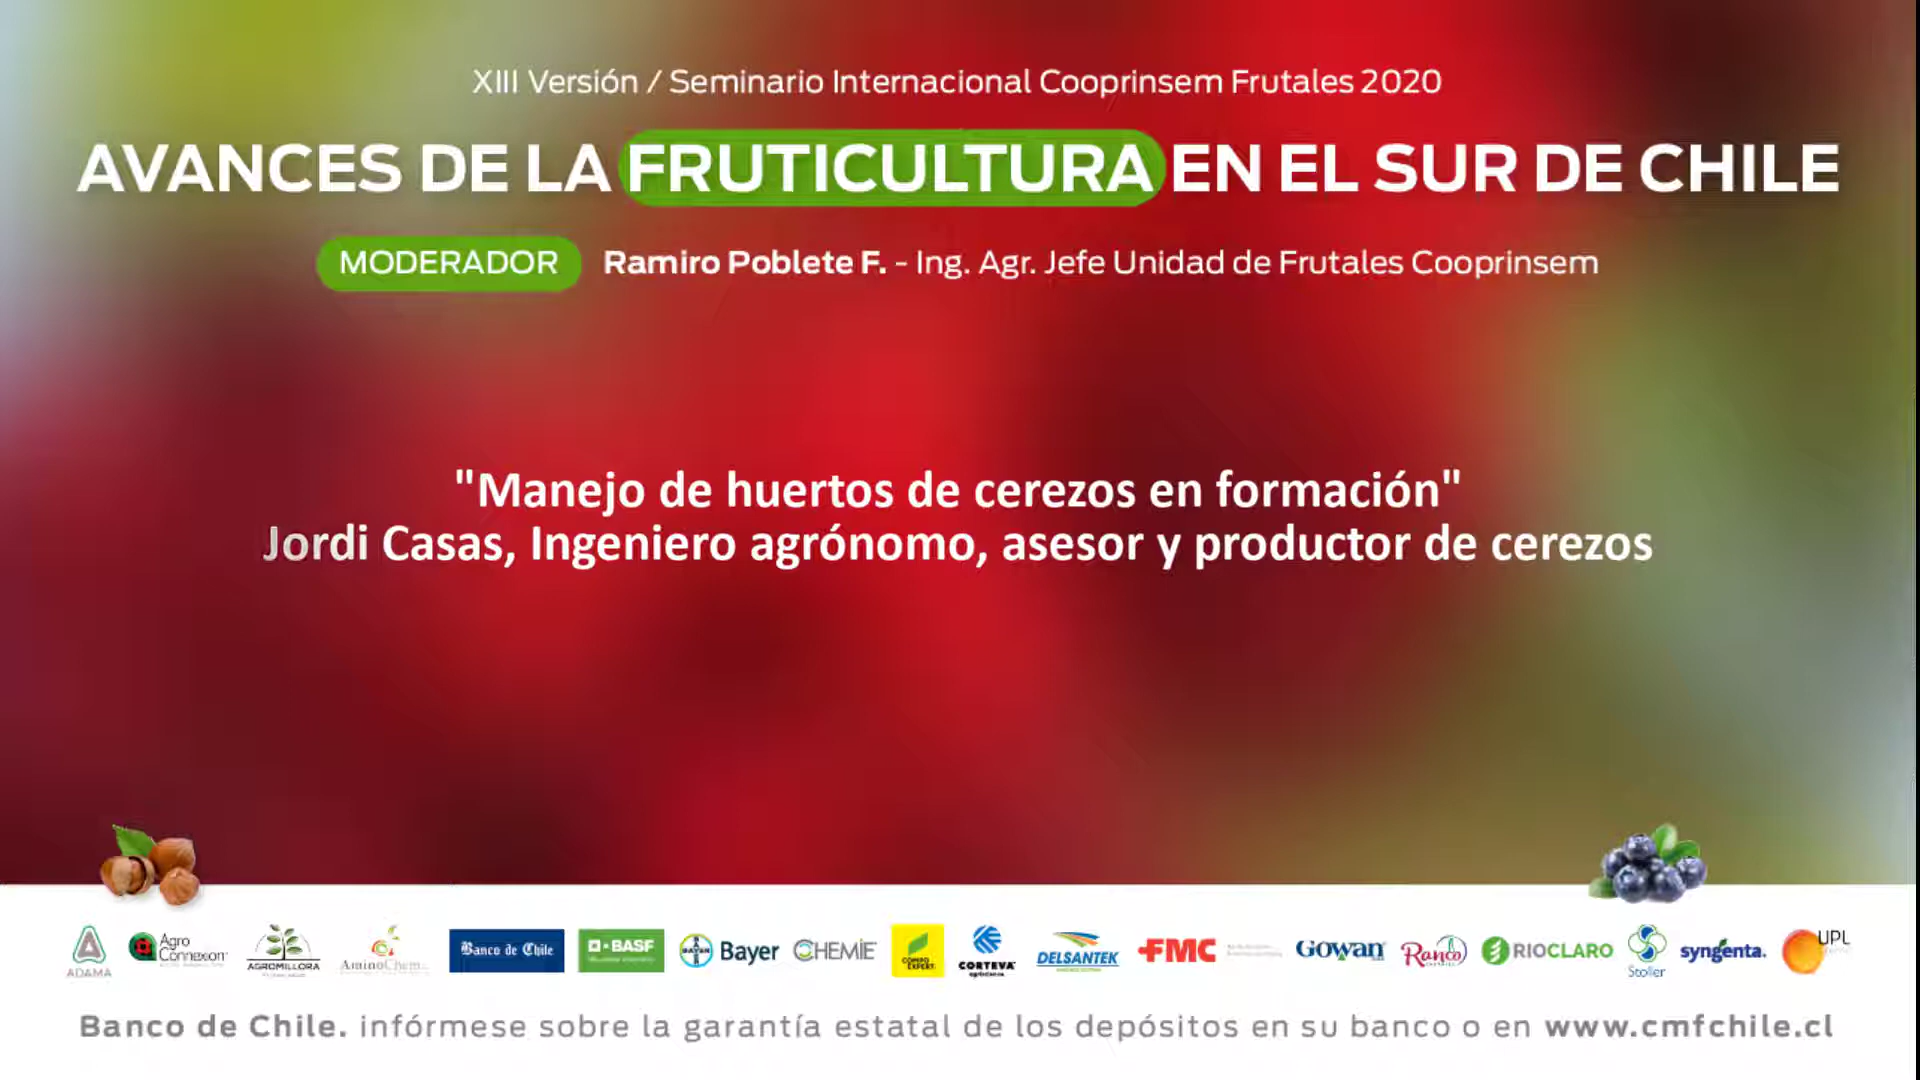 XIII Versión / Seminario Internacional Cooprinsem Frutales 2020
AVANCES DE LA FRUTICULTURA EN EL SUR DE CHILE
MODERADOR Ramiro Poblete F. - Ing. Agr. Jefe Unidad de Frutales Cooprinsem
"Manejo de huertos de cerezos en formación"
Jordi Casas, Ingeniero agrónomo, asesor y productor de cerezos
ADAMA
Agro Connexion
AGROMILLORA
AminoChem
Banco de Chile
BASF
BAYER Bayer
CHEMIE
COMPO EXPERT
CORTEVA agriscience
DELSANTEK
FMC
Gowan
Ranco
RIOCLARO
Stoller
syngenta.
UPL
Banco de Chile. infórmese sobre la garantía estatal de los depósitos en su banco o en www.cmfchile.cl